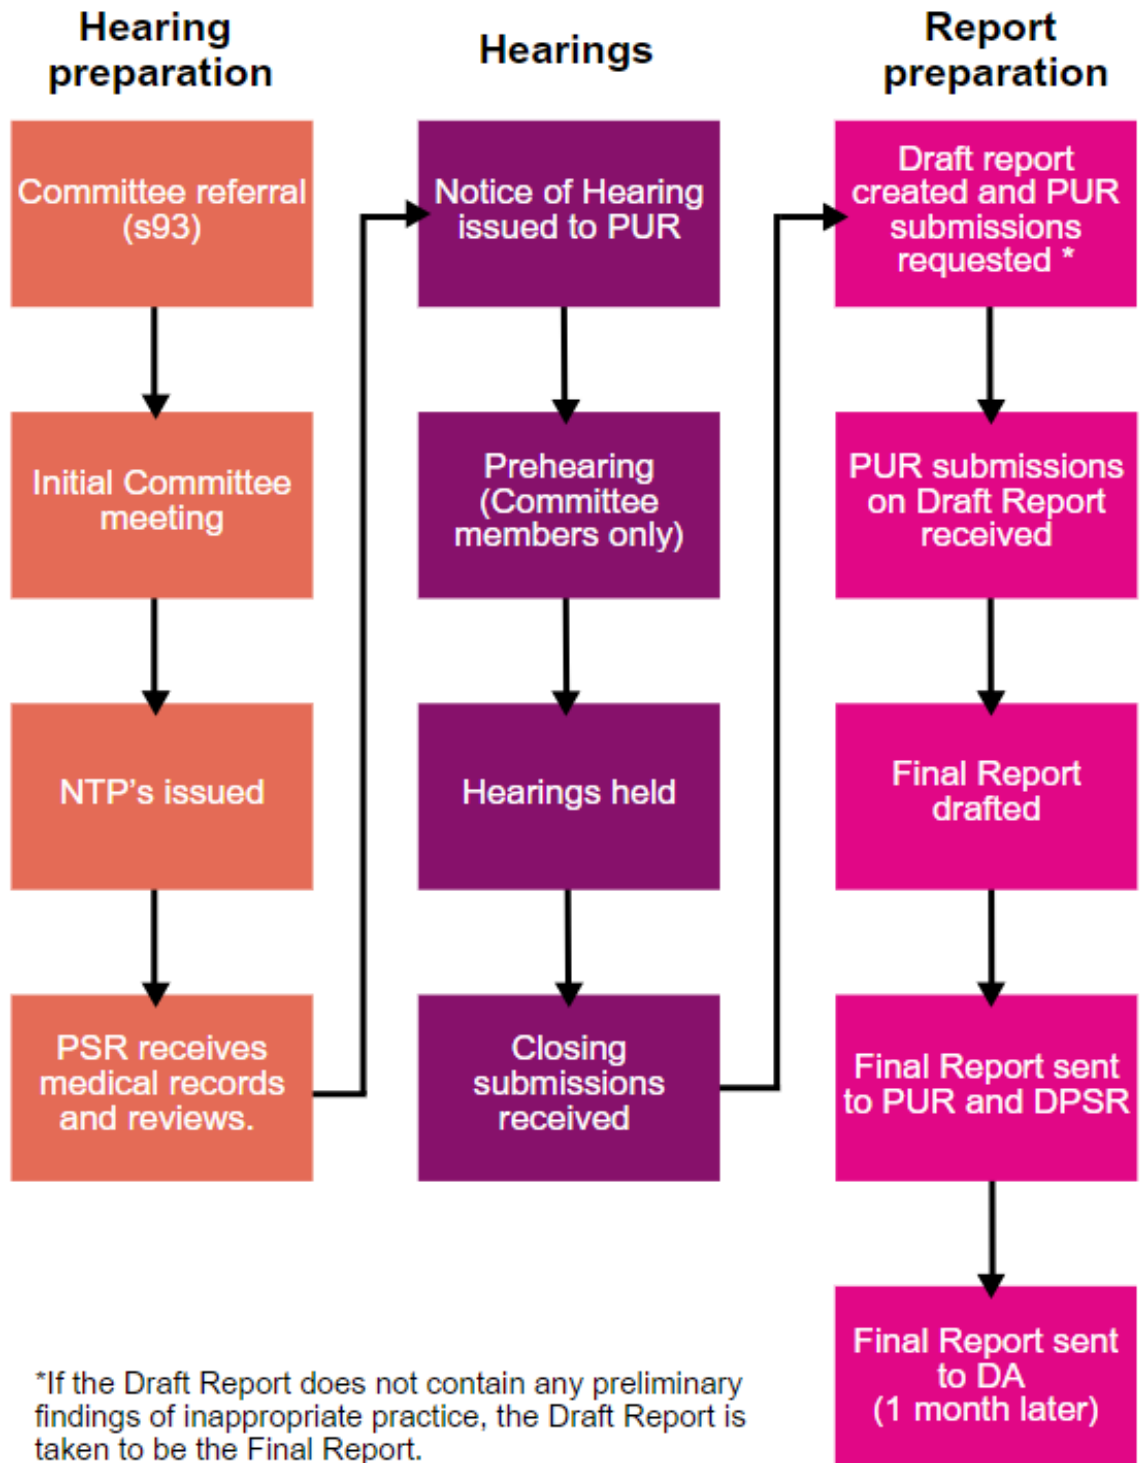 Hearing
preparation
Committee referral
(s93)
Initial Committee
meeting
NTP's issued
PSR receives
medical records
and reviews.
Hearings
Notice of Hearing
issued to PUR
Prehearing
(Committee
members only)
Hearings held
Closing
submissions
received
Report
preparation
Draft report
created and PUR
submissions
requested *
PUR submissions
on Draft Report
received
Final Report
drafted
Final Report sent
to PUR and DPSR
Final Report sent
to DA
(1 month later)
*If the Draft Report does not contain any preliminary
findings of inappropriate practice, the Draft Report is
taken to be the Final Report.